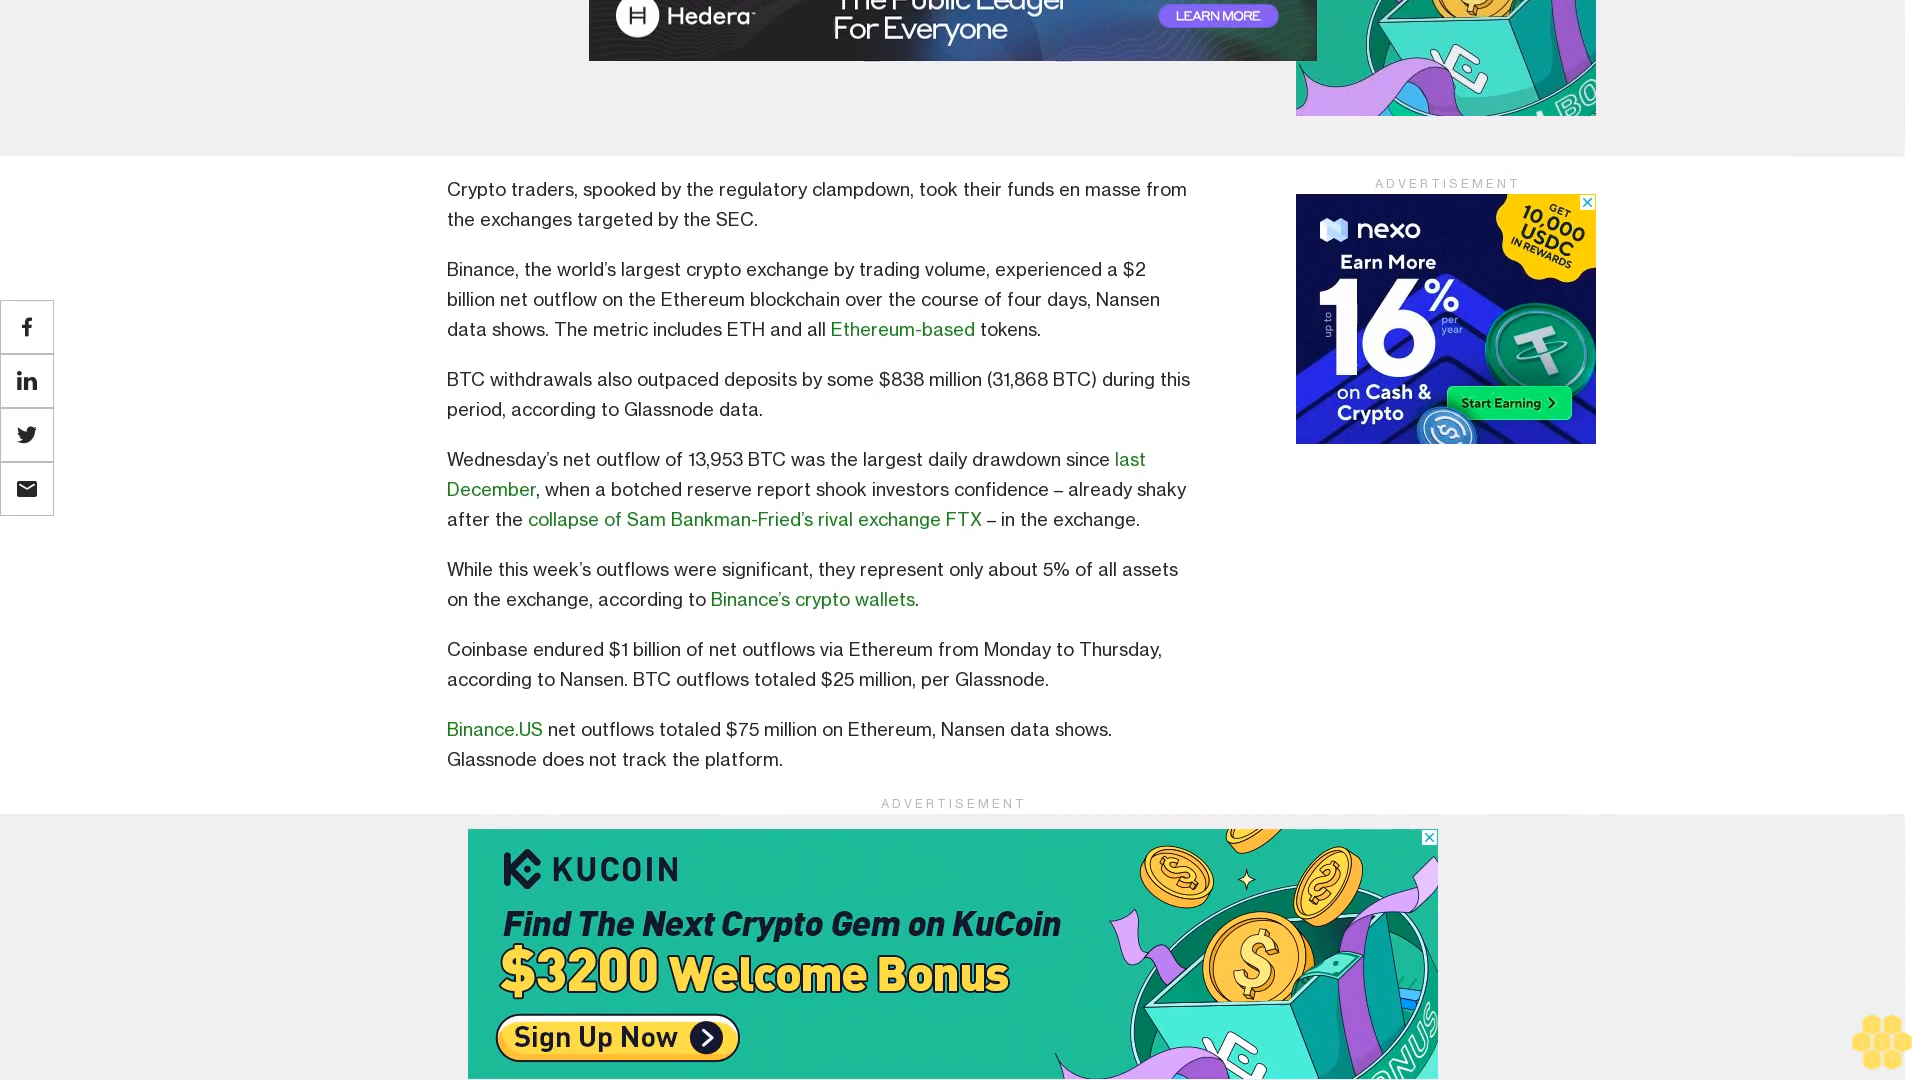 Hedera
The Public Ledger
For Everyone
LEARN MORE
Crypto traders, spooked by the regulatory clampdown, took their funds en masse from
the exchanges targeted by the SEC.
Binance, the world’s largest crypto exchange by trading volume, experienced a $2
billion net outflow on the Ethereum blockchain over the course of four days, Nansen
data shows. The metric includes ETH and all Ethereum-based tokens.
BTC withdrawals also outpaced deposits by some $838 million (31,868 BTC) during this
period, according to Glassnode data.
Wednesday’s net outflow of 13,953 BTC was the largest daily drawdown since last
December, when a botched reserve report shook investors confidence – already shaky
after the collapse of Sam Bankman-Fried’s rival exchange FTX – in the exchange.
While this week’s outflows were significant, they represent only about 5% of all assets
on the exchange, according to Binance’s crypto wallets.
Coinbase endured $1 billion of net outflows via Ethereum from Monday to Thursday,
according to Nansen. BTC outflows totaled $25 million, per Glassnode.
Binance.US net outflows totaled $75 million on Ethereum, Nansen data shows.
Glassnode does not track the platform.
ADVERTISEMENT
nexo
GET
10,000
USDC
IN REWARDS
Earn More
up to
16%
per
year
on Cash &
Crypto
Start Earning
ADVERTISEMENT
KUCOIN
Find The Next Crypto Gem on KuCoin
$3200 Welcome Bonus
Sign Up Now